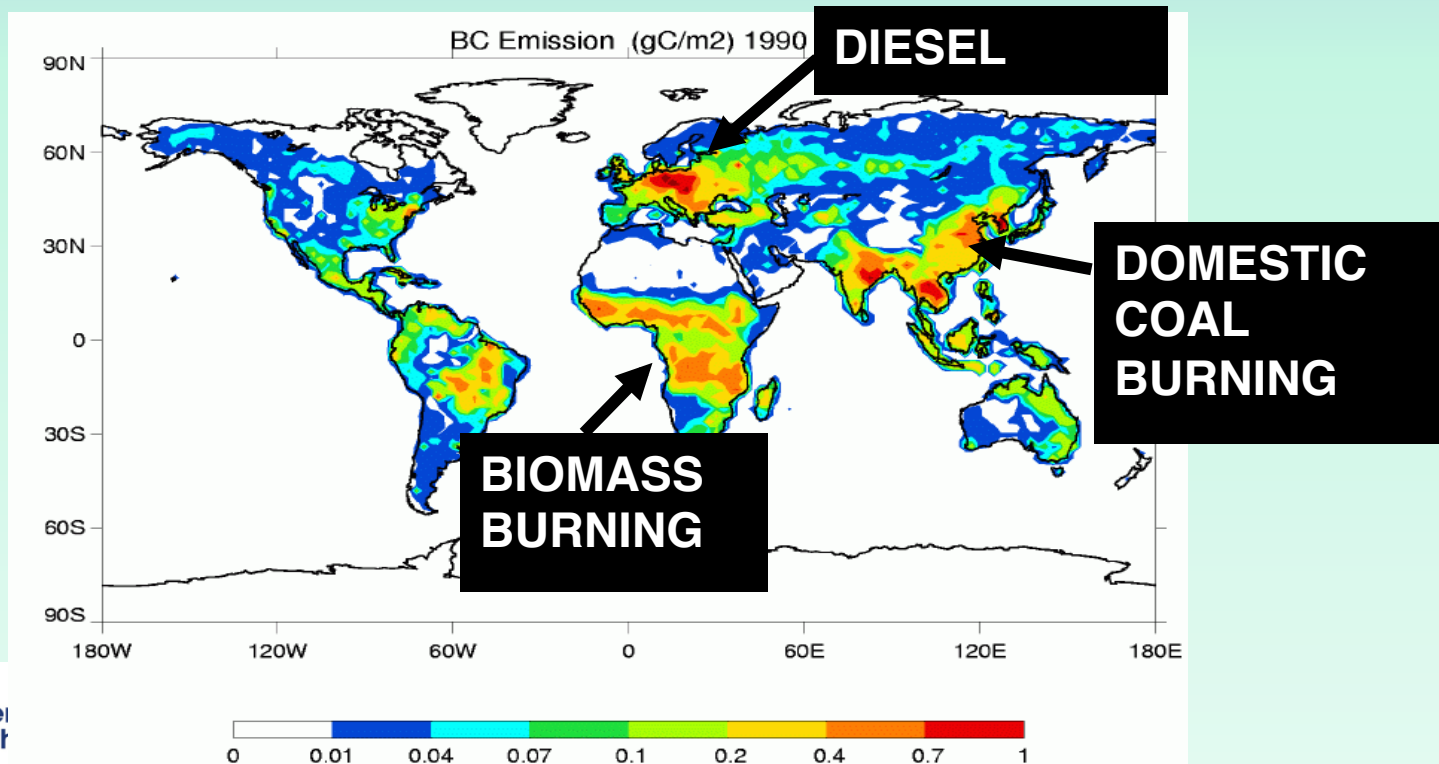 BC Emission (gC/m2) 1990
DIESEL
90N
60N
30N
0
30S
60S
90S
DOMESTIC
COAL
BURNING
BIOMASS
BURNING
180W 120W 60W 0 60E 120E 180E
0 0.01 0.04 0.07 0.1 0.2 0.4 0.7 1